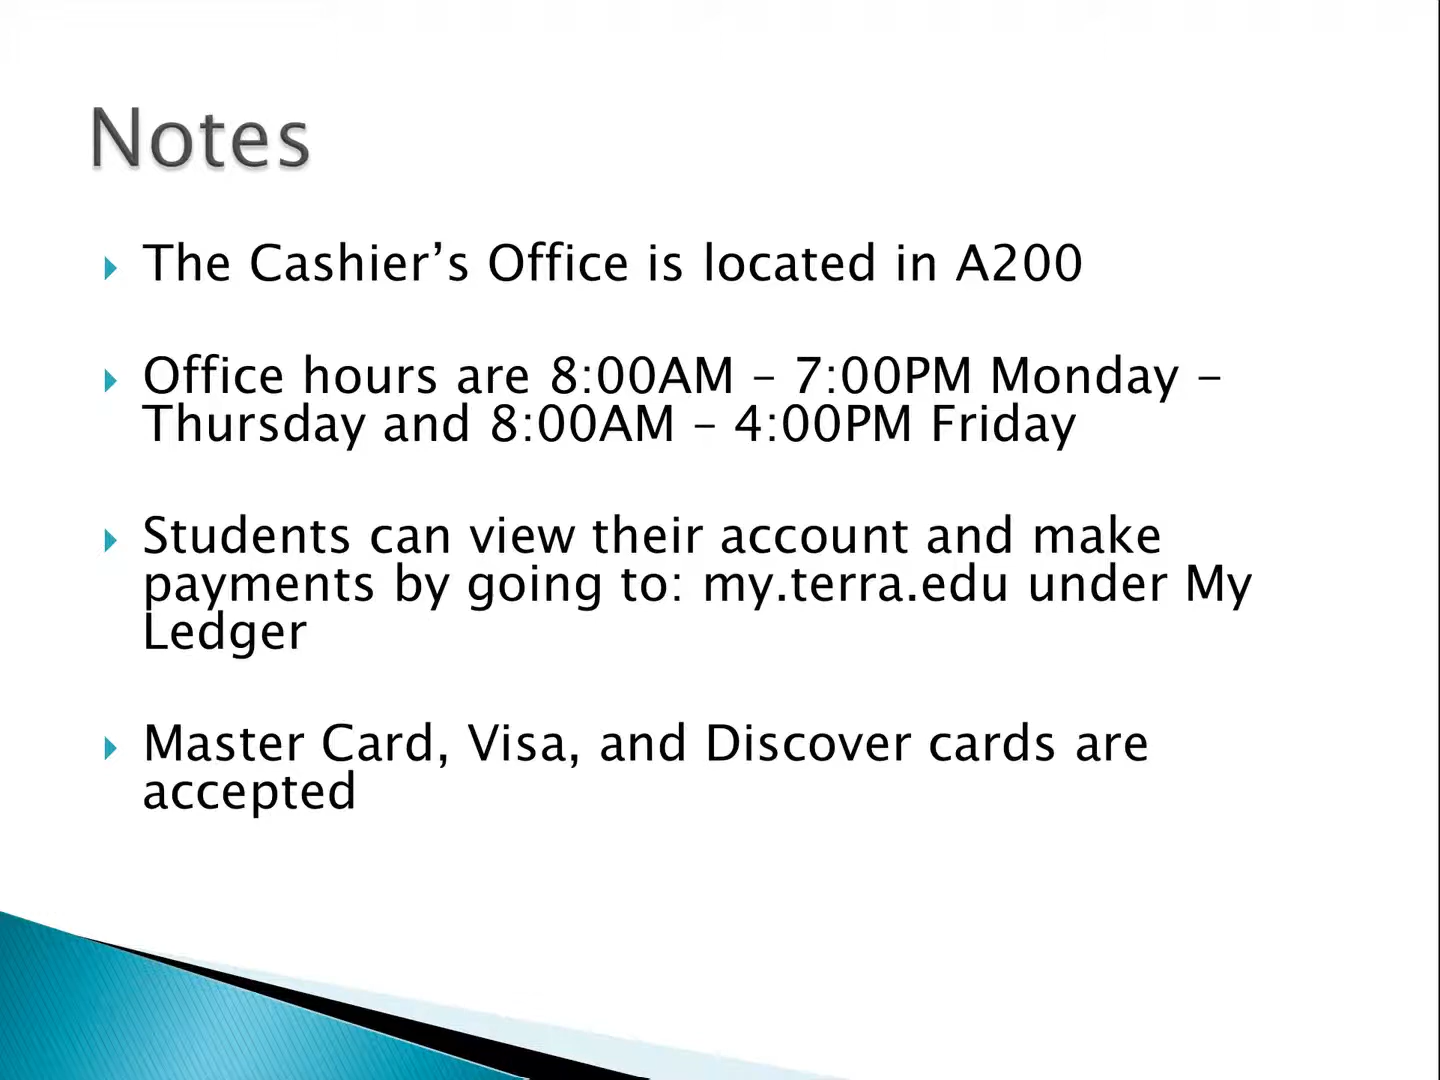 Notes
The Cashier’s Office is located in A200
Office hours are 8:00AM – 7:00PM Monday –
Thursday and 8:00AM – 4:00PM Friday
Students can view their account and make
payments by going to: my.terra.edu under My
Ledger
Master Card, Visa, and Discover cards are
accepted